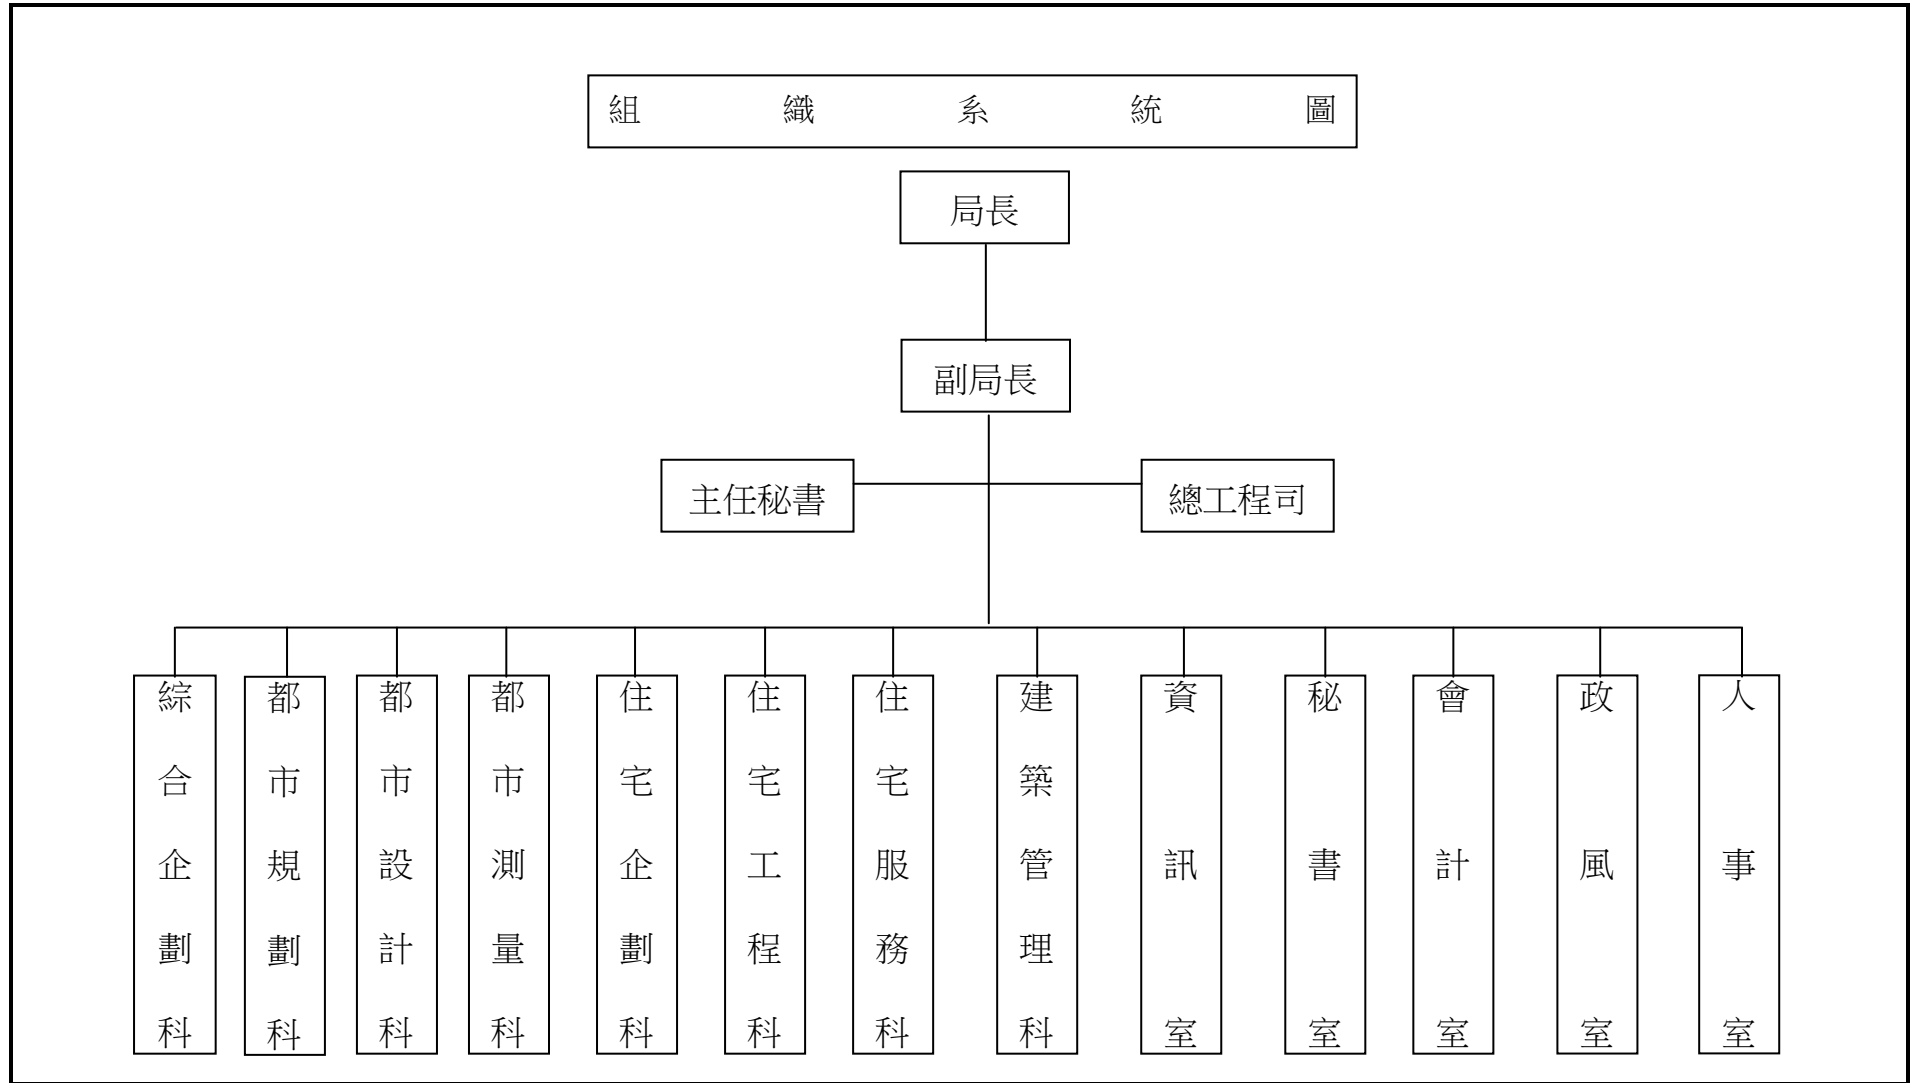 組織系統圖
局長
副局長
主任秘書
總工程司
綜合企劃科
都市規劃科
都市設計科
都市測量科
住宅企劃科
住宅工程科
住宅服務科
建築管理科
資訊室
秘書室
會計室
政風室
人事室